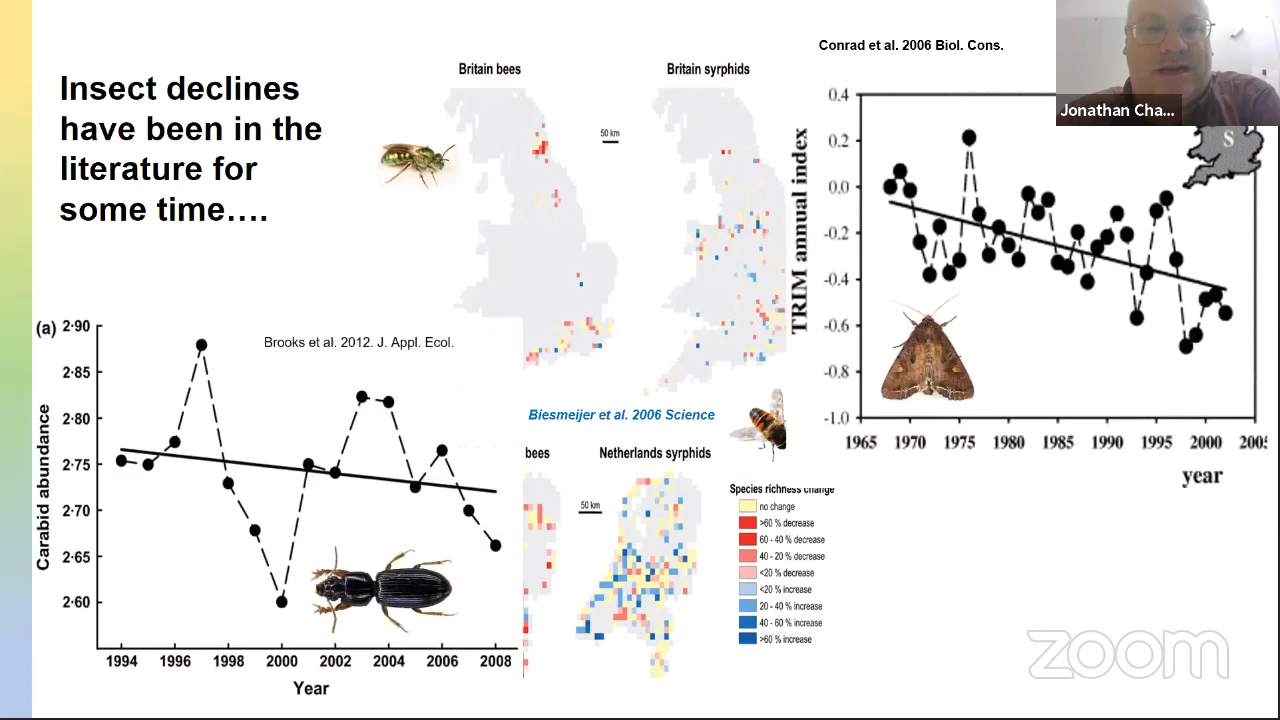 Insect declines
have been in the
literature for
some time….
Britain bees
Britain syrphids
50 km
Conrad et al. 2006 Biol. Cons.
Jonathan Cha...
S
TRIM annual index
0.4
0.2
0.0
-0.2
-0.4
-0.6
-0.8
-1.0
1965 1970 1975 1980 1985 1990 1995 2000
year
(a)
Brooks et al. 2012. J. Appl. Ecol.
Carabid abundance
2·90
2·85
2·80
2·75
2·70
2·65
2·60
1994 1996 1998 2000 2002 2004 2006 2008
Year
Biesmeijer et al. 2006 Science
bees
Netherlands syrphids
50 km
Species richness change
no change
>60 % decrease
60 - 40 % decrease
40 - 20 % decrease
<20 % decrease
<20 % increase
20 - 40 % increase
40 - 60 % increase
>60 % increase
zoom